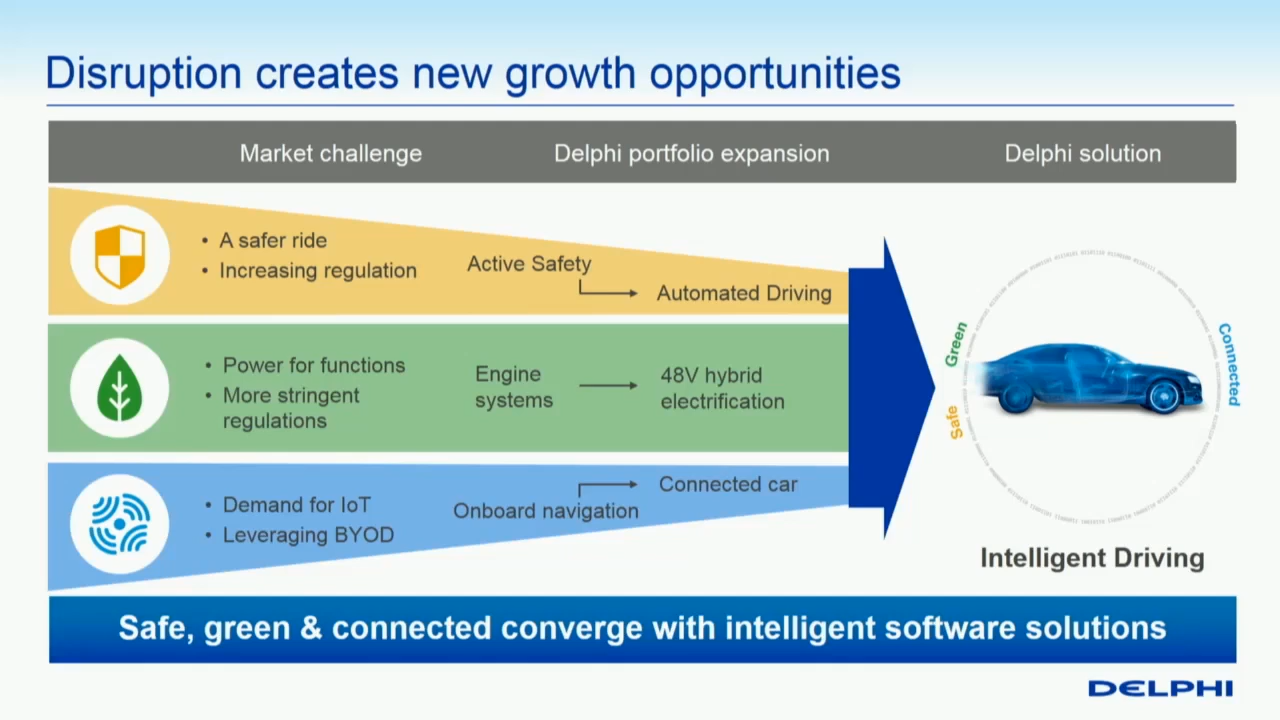 Disruption creates new growth opportunities
Market challenge
Delphi portfolio expansion
Delphi solution
• A safer ride
• Increasing regulation
Active Safety
Automated Driving
• Power for functions
• More stringent
regulations
Engine
systems
48V hybrid
electrification
• Demand for IoT
• Leveraging BYOD
Onboard navigation
Connected car
Green
Safe
Connected
Intelligent Driving
Safe, green & connected converge with intelligent software solutions
DELPHI